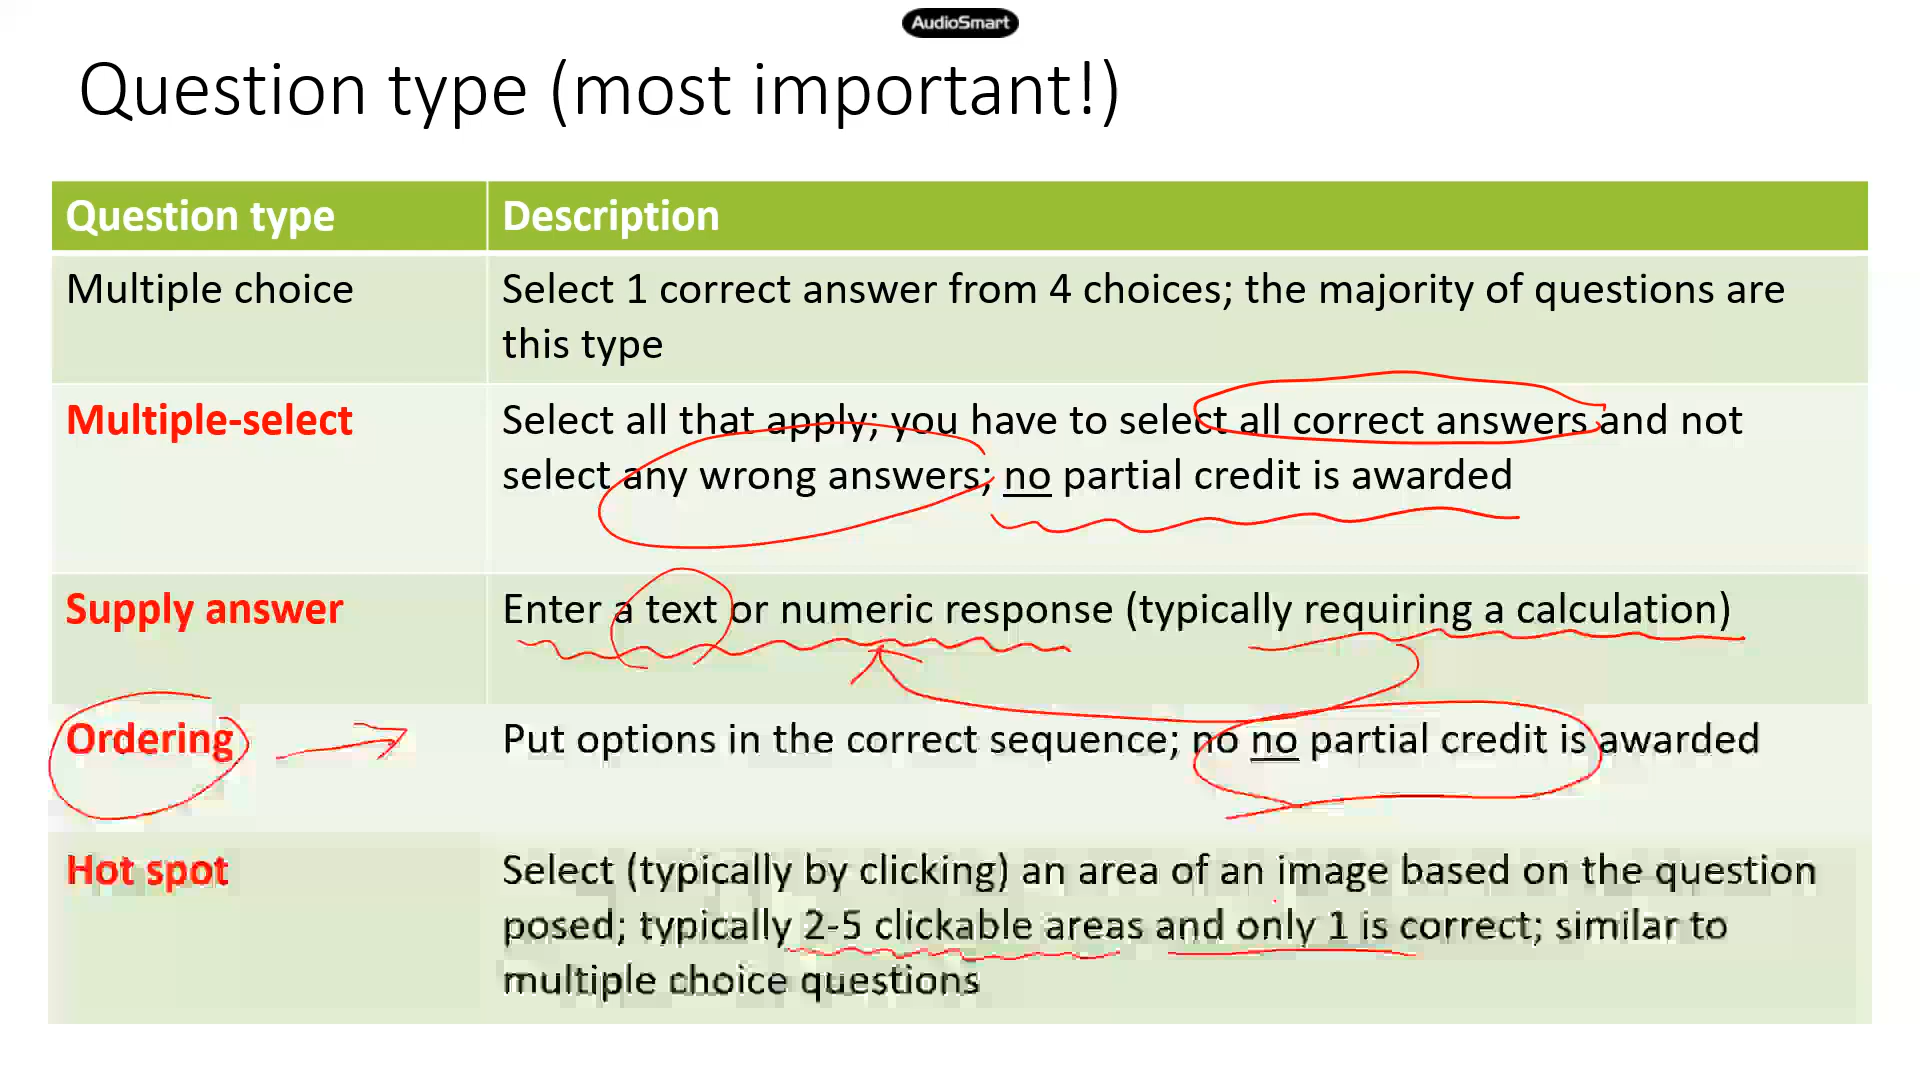 AudioSmart
Question type (most important!)
Question type
Description
Multiple choice
Select 1 correct answer from 4 choices; the majority of questions are
this type
Multiple-select
Select all that apply; you have to select all correct answers and not
select any wrong answers; no partial credit is awarded
Supply answer
Enter a text or numeric response (typically requiring a calculation)
Ordering
Put options in the correct sequence; no no partial credit is awarded
Hot spot
Select (typically by clicking) an area of an image based on the question
posed; typically 2-5 clickable areas and only 1 is correct; similar to
multiple choice questions